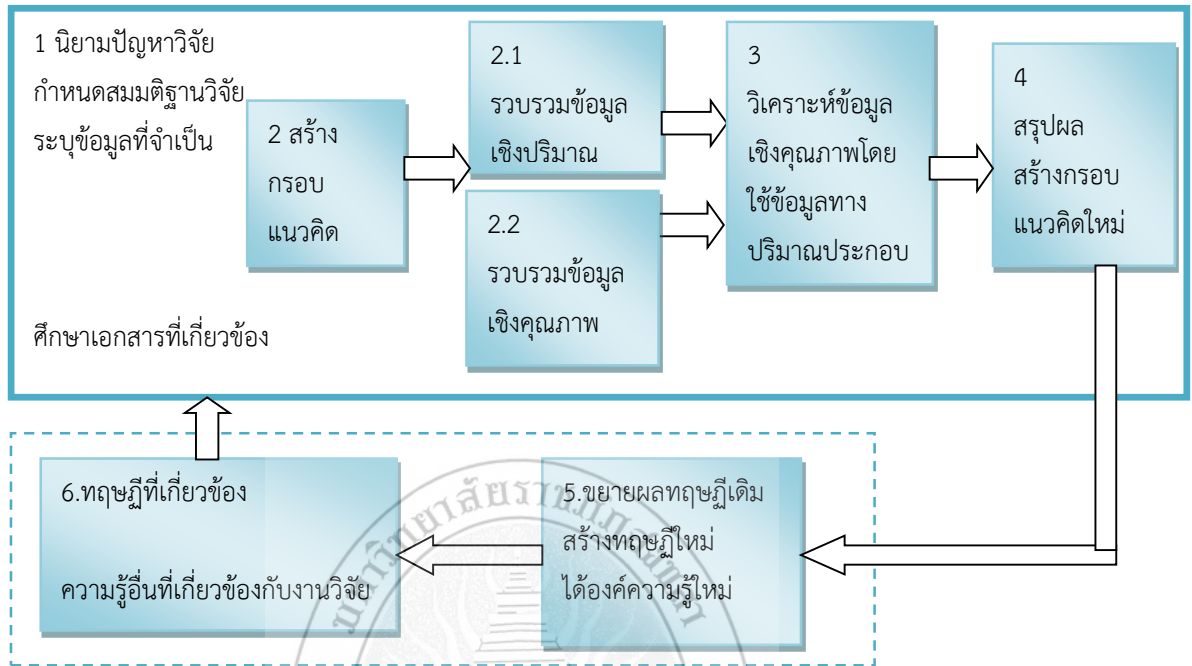 1 นิยามปัญหาวิจัย
กำหนดสมมติฐานวิจัย
ระบุข้อมูลที่จำเป็น
2 สร้าง
กรอบ
แนวคิด
2.1
รวบรวมข้อมูล
เชิงปริมาณ
2.2
รวบรวมข้อมูล
เชิงคุณภาพ
3
วิเคราะห์ข้อมูล
เชิงคุณภาพโดย
ใช้ข้อมูลทาง
ปริมาณประกอบ
4
สรุปผล
สร้างกรอบ
แนวคิดใหม่
ศึกษาเอกสารที่เกี่ยวข้อง
6.ทฤษฎีที่เกี่ยวข้อง
ความรู้อื่นที่เกี่ยวข้องกับงานวิจัย
5.ขยายผลทฤษฎีเดิม
สร้างทฤษฎีใหม่
ได้องค์ความรู้ใหม่